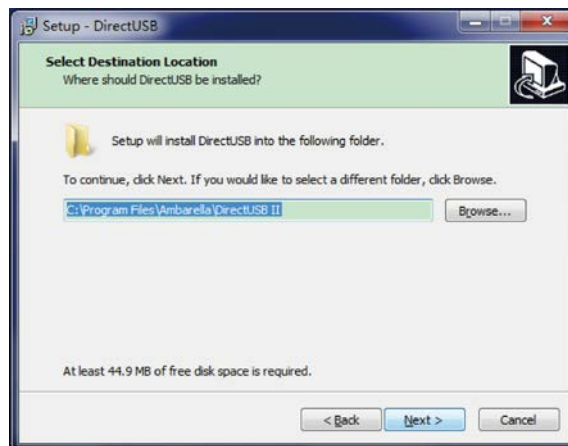 Setup - DirectUSB
Select Destination Location
Where should DirectUSB be installed?
Setup will install DirectUSB into the following folder.
To continue, click Next. If you would like to select a different folder, click Browse.
C:\Program Files\Ambarella\DirectUSB II
Browse...
At least 44.9 MB of free disk space is required.
< Back Next > Cancel